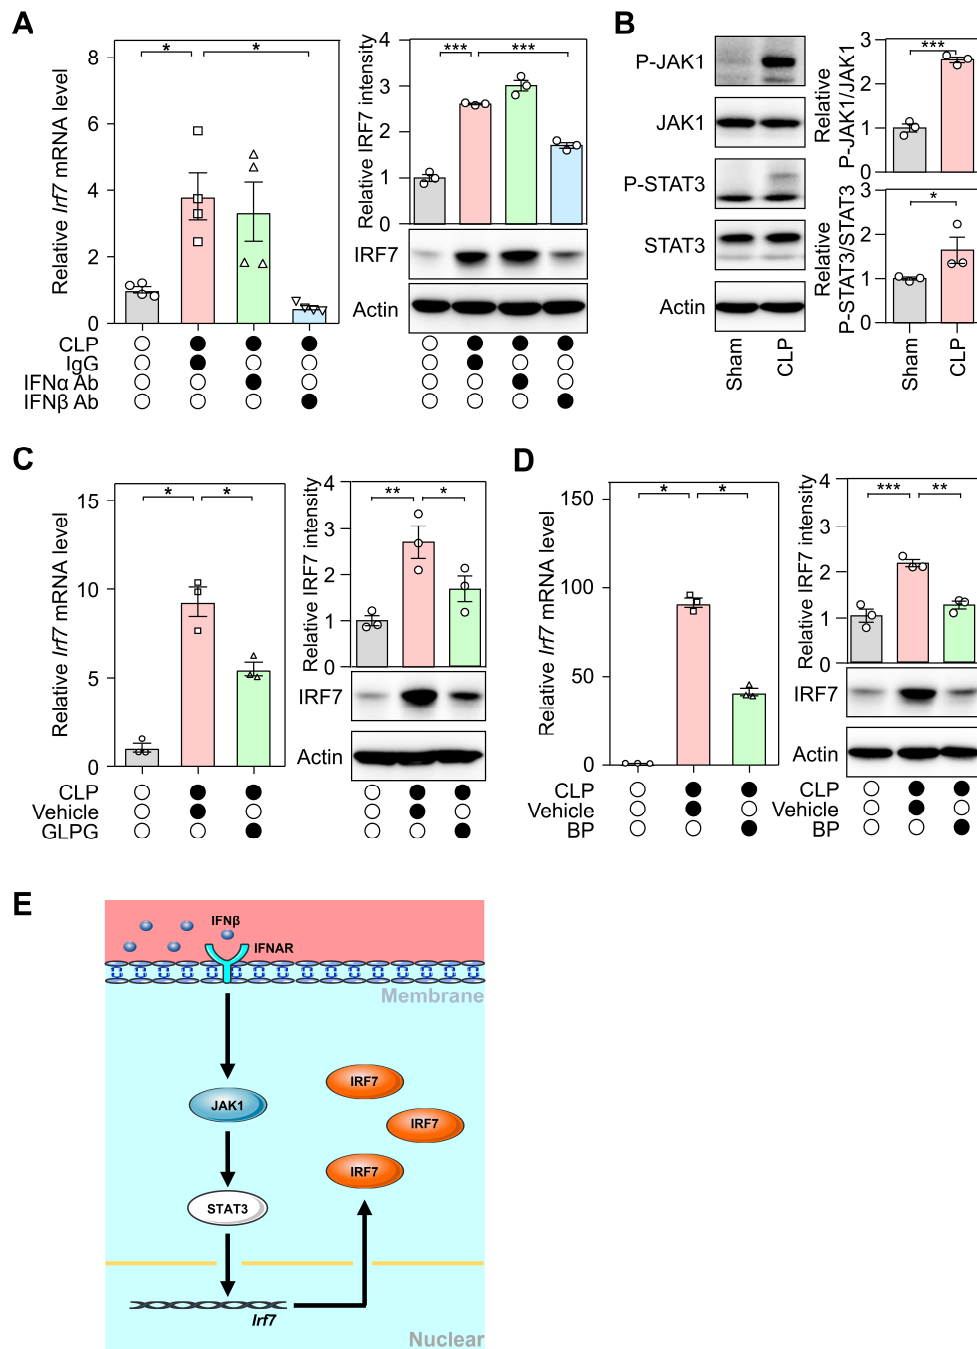 A
Relative Irf7 mRNA level
8
6
4
2
0
*
*
Relative IRF7 intensity
4
3
2
1
0
***
***
IRF7
Actin
CLP
IgG
IFNα Ab
IFNβ Ab
B
P-JAK1
JAK1
P-STAT3
STAT3
Actin
Sham
CLP
Relative
P-JAK1/JAK1
3
2
1
0
***
Relative
P-STAT3/STAT3
3
2
1
0
*
Sham
CLP
C
Relative Irf7 mRNA level
15
10
5
0
*
*
Relative IRF7 intensity
4
3
2
1
0
**
*
IRF7
Actin
CLP
Vehicle
GLPG
D
Relative Irf7 mRNA level
150
100
50
0
*
*
Relative IRF7 intensity
4
3
2
1
0
***
**
IRF7
Actin
CLP
Vehicle
BP
CLP
Vehicle
BP
E
IFNβ
IFNAR
Membrane
JAK1
STAT3
IRF7
IRF7
IRF7
Irf7
Nuclear